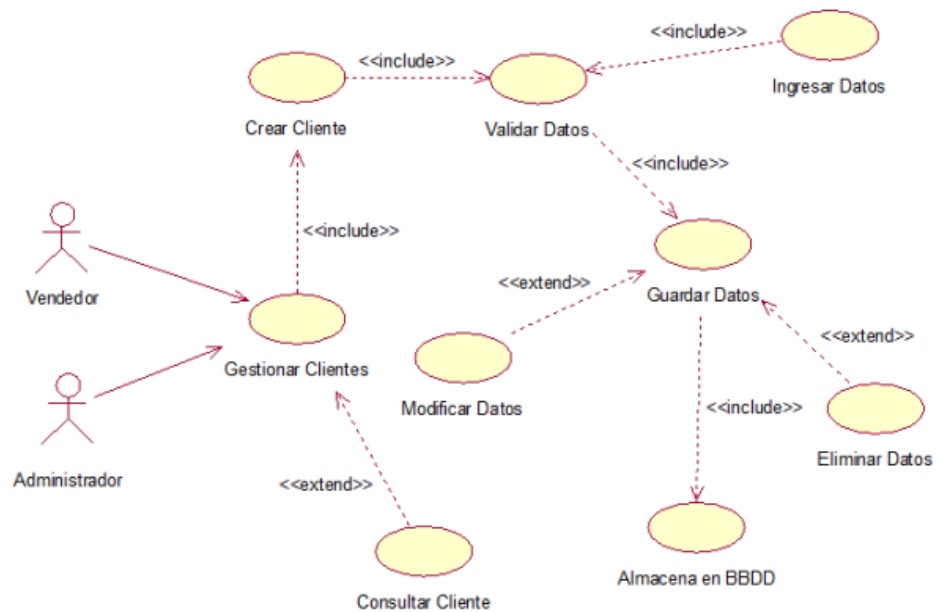 <<include>>
<<include>>
Ingresar Datos
Crear Cliente
Validar Datos
<<include>>
<<include>>
<<extend>>
Vendedor
Guardar Datos
<<extend>>
Gestionar Clientes
Modificar Datos
<<include>>
Eliminar Datos
Administrador
<<extend>>
Almacena en BBDD
Consultar Cliente